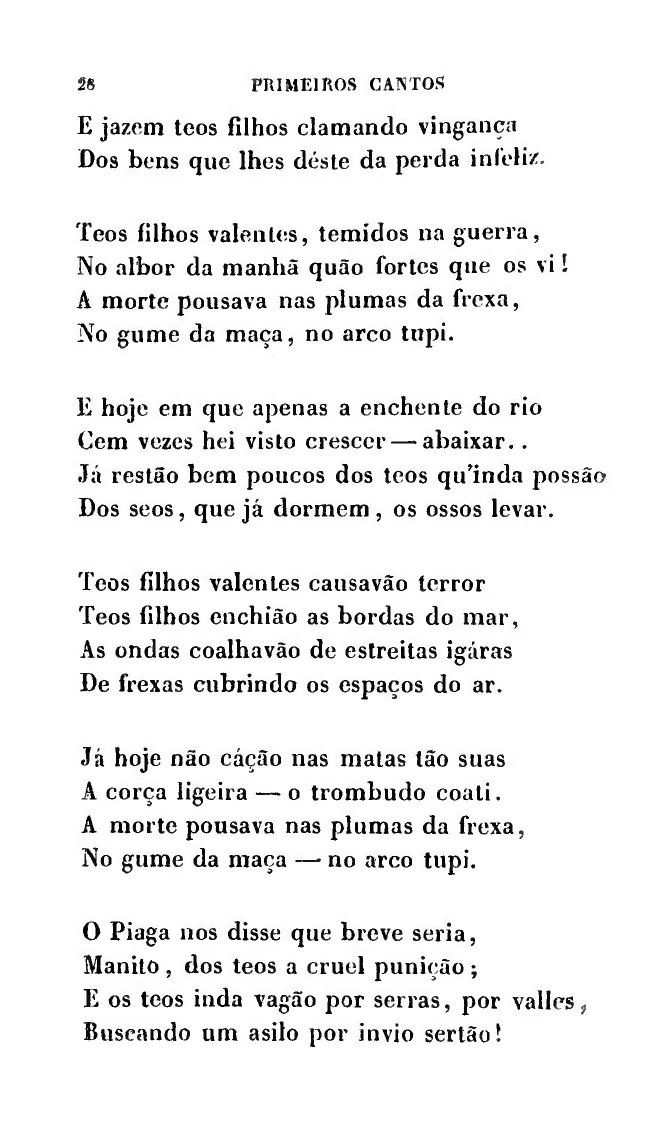 28 PRIMEIROS CANTOS
E jazem teos filhos clamando vingança
Dos bens que lhes déste da perda infeliz.
Teos filhos valentes, temidos na guerra,
No albor da manhã quão fortes que os vi!
A morte pousava nas plumas da frexa,
No gume da maça, no arco tupi.
E hoje em que apenas a enchente do rio
Cem vezes hei visto crescer — abaixar..
Já restão bem poucos dos teos qu'inda possão
Dos seos, que já dormem, os ossos levar.
Teos filhos valentes causavão terror
Teos filhos enchião as bordas do mar,
As ondas coalhavão de estreitas igáras
De frexas cubrindo os espaços do ar.
Já hoje não cáção nas matas tão suas
A corça ligeira — o trombudo coati.
A morte pousava nas plumas da frexa,
No gume da maça — no arco tupi.
O Piaga nos disse que breve seria,
Manito, dos teos a cruel punição;
E os teos inda vagão por serras, por valles,
Buscando um asilo por invio sertão!